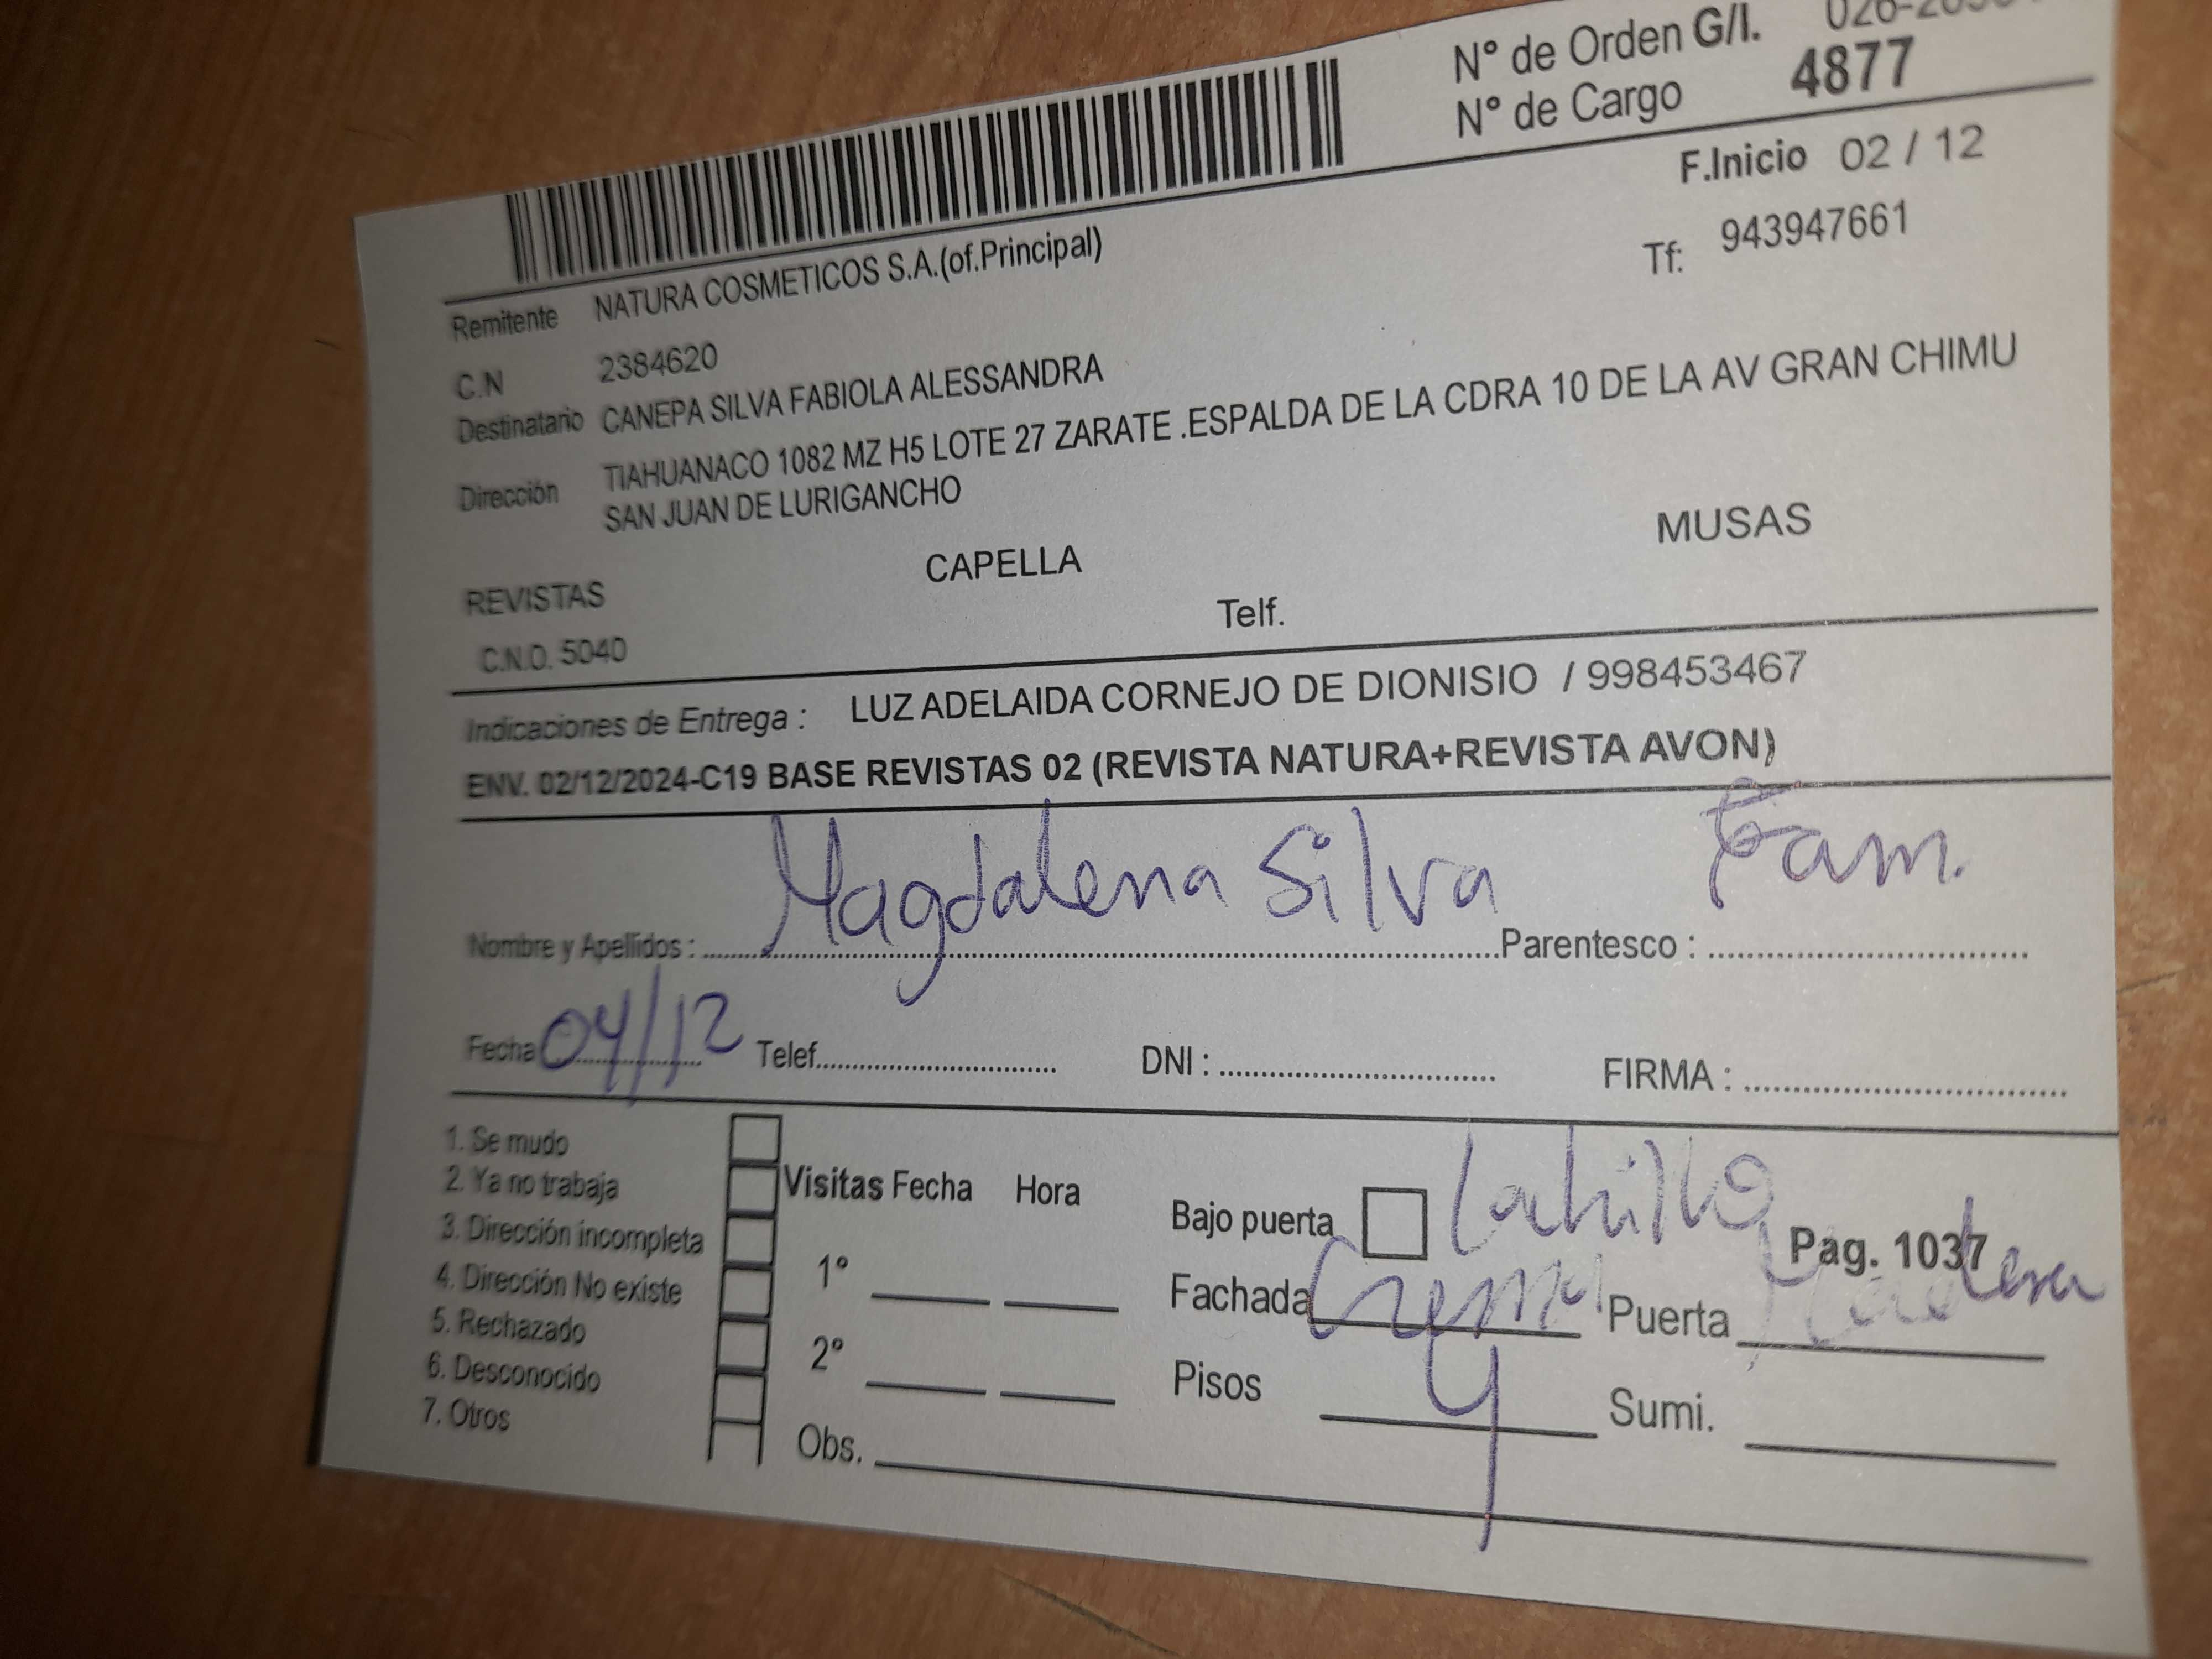 N° de Orden G/I.
N° de Cargo 4877
F.Inicio 02 / 12
Remitente NATURA COSMETICOS S.A.(of.Principal) Tf: 943947661
C.N 2384620
Destinatario CANEPA SILVA FABIOLA ALESSANDRA
Dirección TIAHUANACO 1082 MZ H5 LOTE 27 ZARATE .ESPALDA DE LA CDRA 10 DE LA AV GRAN CHIMU
SAN JUAN DE LURIGANCHO
REVISTAS CAPELLA MUSAS
C.N.O. 5040 Telf.
Indicaciones de Entrega : LUZ ADELAIDA CORNEJO DE DIONISIO / 998453467
ENV. 02/12/2024-C19 BASE REVISTAS 02 (REVISTA NATURA+REVISTA AVON)
Nombre y Apellidos : Magdalena Silva Parentesco : Fam.
Fecha 04/12 Telef. DNI : FIRMA :
1. Se mudo
2. Ya no trabaja
3. Dirección incompleta
4. Dirección No existe
5. Rechazado
6. Desconocido
7. Otros
Visitas Fecha Hora
1°
2°
Obs.
Bajo puerta Ladrillo Pag. 1037
Fachada Crema Puerta Madera
Pisos 4 Sumi.